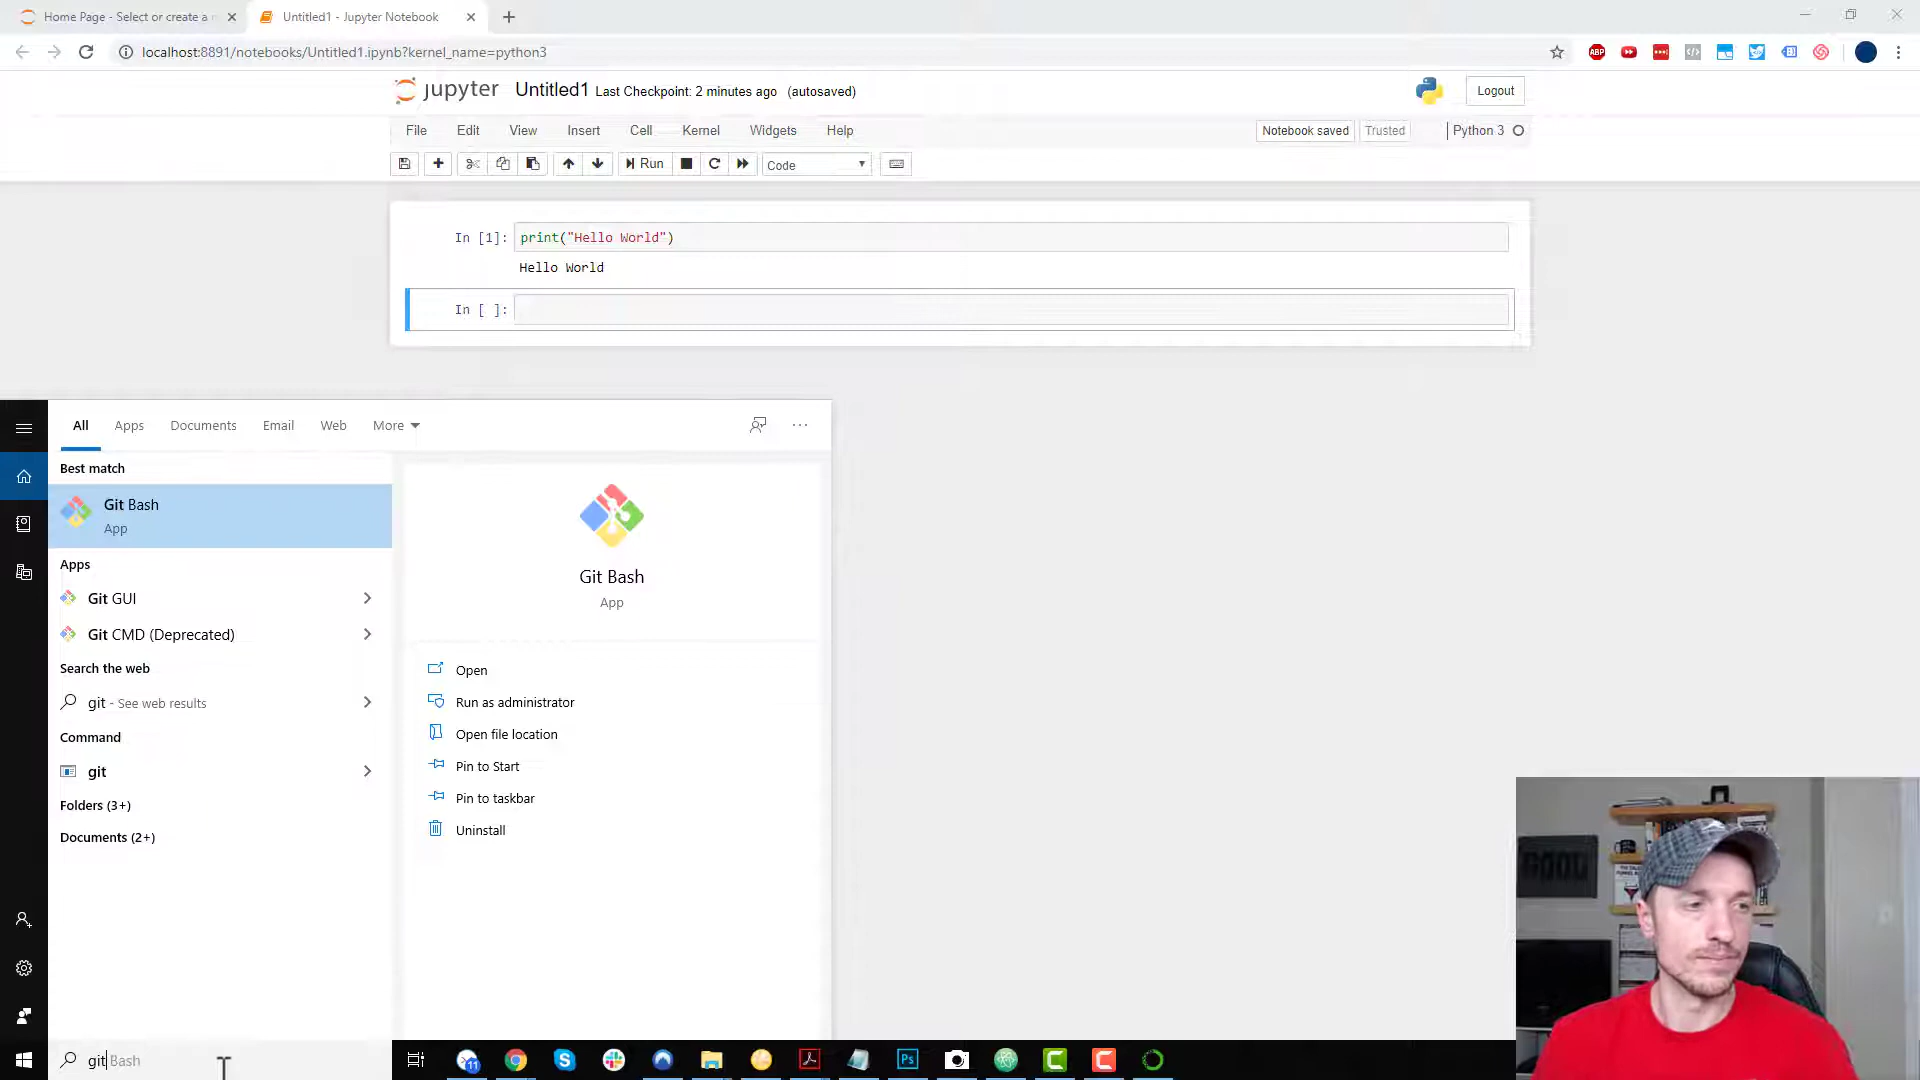 Home Page - Select or create a n
Untitled1 - Jupyter Notebook
localhost:8891/notebooks/Untitled1.ipynb?kernel_name=python3
ABP
jupyter Untitled1 Last Checkpoint: 2 minutes ago (autosaved)
Logout
File Edit View Insert Cell Kernel Widgets Help
Notebook saved Trusted Python 3
Run Code
In [1]: print("Hello World")
Hello World
In [ ]:
All Apps Documents Email Web More
Best match
Git Bash
App
Apps
Git GUI
Git CMD (Deprecated)
Search the web
git - See web results
Command
git
Folders (3+)
Documents (2+)
Git Bash
App
Open
Run as administrator
Open file location
Pin to Start
Pin to taskbar
Uninstall
git Bash
11
Ps